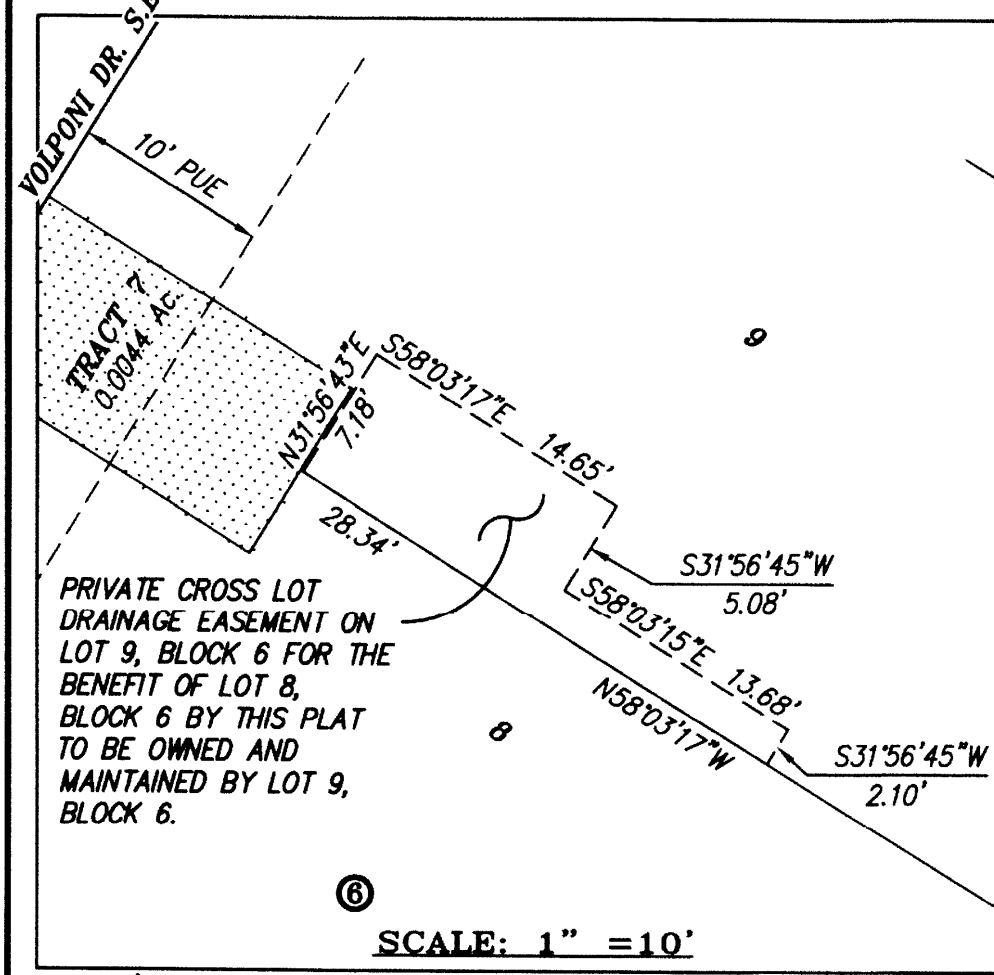 VOLPONI DR. S.E
10' PUE
TRACT 7
0.0044 AC.
N31°56'43"E
7.18'
S58°03'17"E 14.65'
9
28.34'
S31°56'45"W
5.08'
S58°03'15"E 13.68'
N58°03'17"W
S31°56'45"W
2.10'
PRIVATE CROSS LOT
DRAINAGE EASEMENT ON
LOT 9, BLOCK 6 FOR THE
BENEFIT OF LOT 8,
BLOCK 6 BY THIS PLAT
TO BE OWNED AND
MAINTAINED BY LOT 9,
BLOCK 6.
8
6
SCALE: 1" =10'